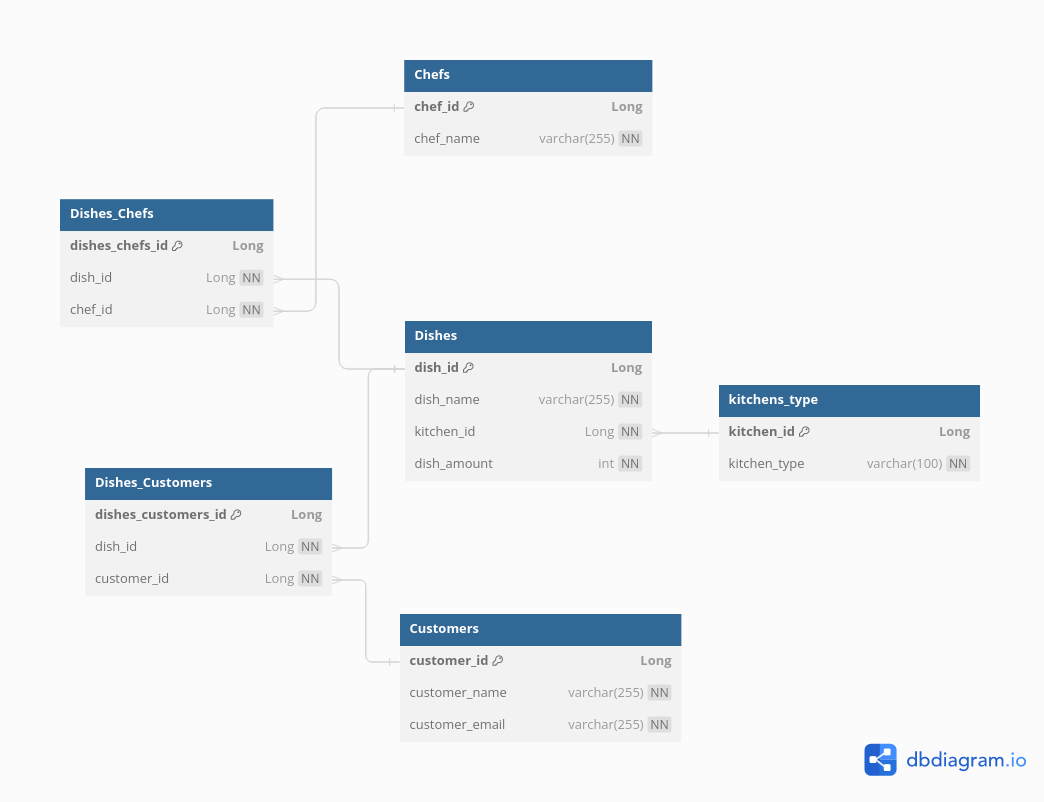 Chefs
chef_id Long
chef_name varchar(255) NN
Dishes_Chefs
dishes_chefs_id Long
dish_id Long NN
chef_id Long NN
Dishes
dish_id Long
dish_name varchar(255) NN
kitchen_id Long NN
dish_amount int NN
kitchens_type
kitchen_id Long
kitchen_type varchar(100) NN
Dishes_Customers
dishes_customers_id Long
dish_id Long NN
customer_id Long NN
Customers
customer_id Long
customer_name varchar(255) NN
customer_email varchar(255) NN
dbdiagram.io